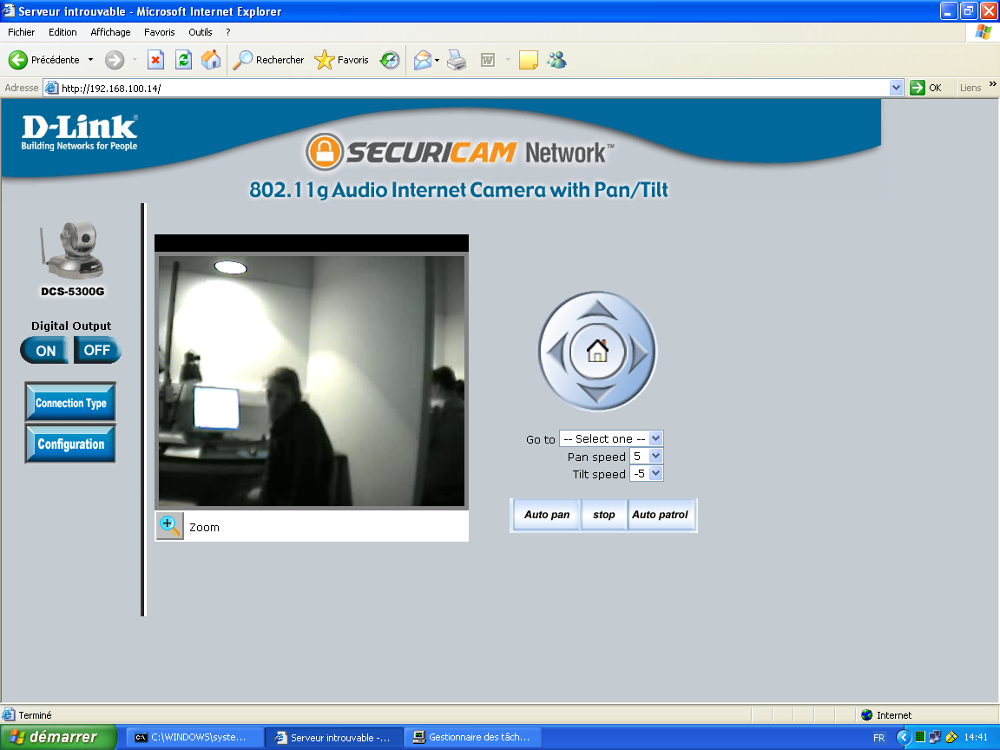 Serveur introuvable - Microsoft Internet Explorer
Fichier Edition Affichage Favoris Outils ?
Précédente Rechercher Favoris
Adresse http://192.168.100.14/ OK Liens »
D-Link®
Building Networks for People
SECURICAM Network™
802.11g Audio Internet Camera with Pan/Tilt
DCS-5300G
Digital Output
ON OFF
Connection Type
Configuration
Go to -- Select one --
Pan speed 5
Tilt speed -5
Auto pan stop Auto patrol
Zoom
Terminé Internet
démarrer C:\WINDOWS\syste... Serveur introuvable -... Gestionnaire des tâch... FR 14:41